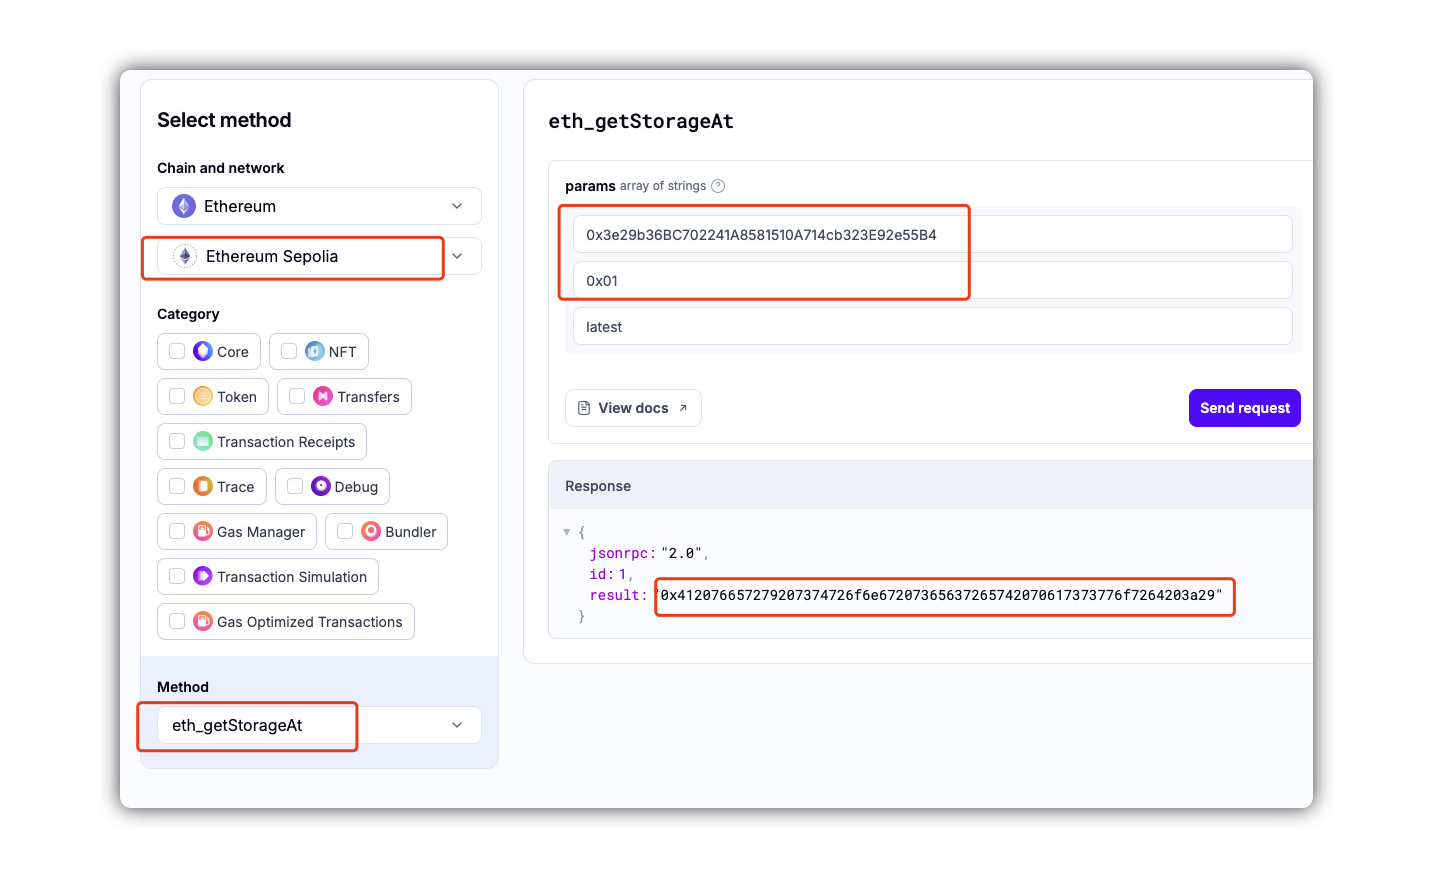 Select method
Chain and network
Ethereum
Ethereum Sepolia
Category
Core
NFT
Token
Transfers
Transaction Receipts
Trace
Debug
Gas Manager
Bundler
Transaction Simulation
Gas Optimized Transactions
Method
eth_getStorageAt
eth_getStorageAt
params array of strings ?
0x3e29b36BC702241A8581510A714cb323E92e55B4
0x01
latest
View docs ↗
Send request
Response
{
jsonrpc: "2.0",
id: 1,
result: "0x412076657279207374726f6e67207365637265742070617373776f7264203a29"
}